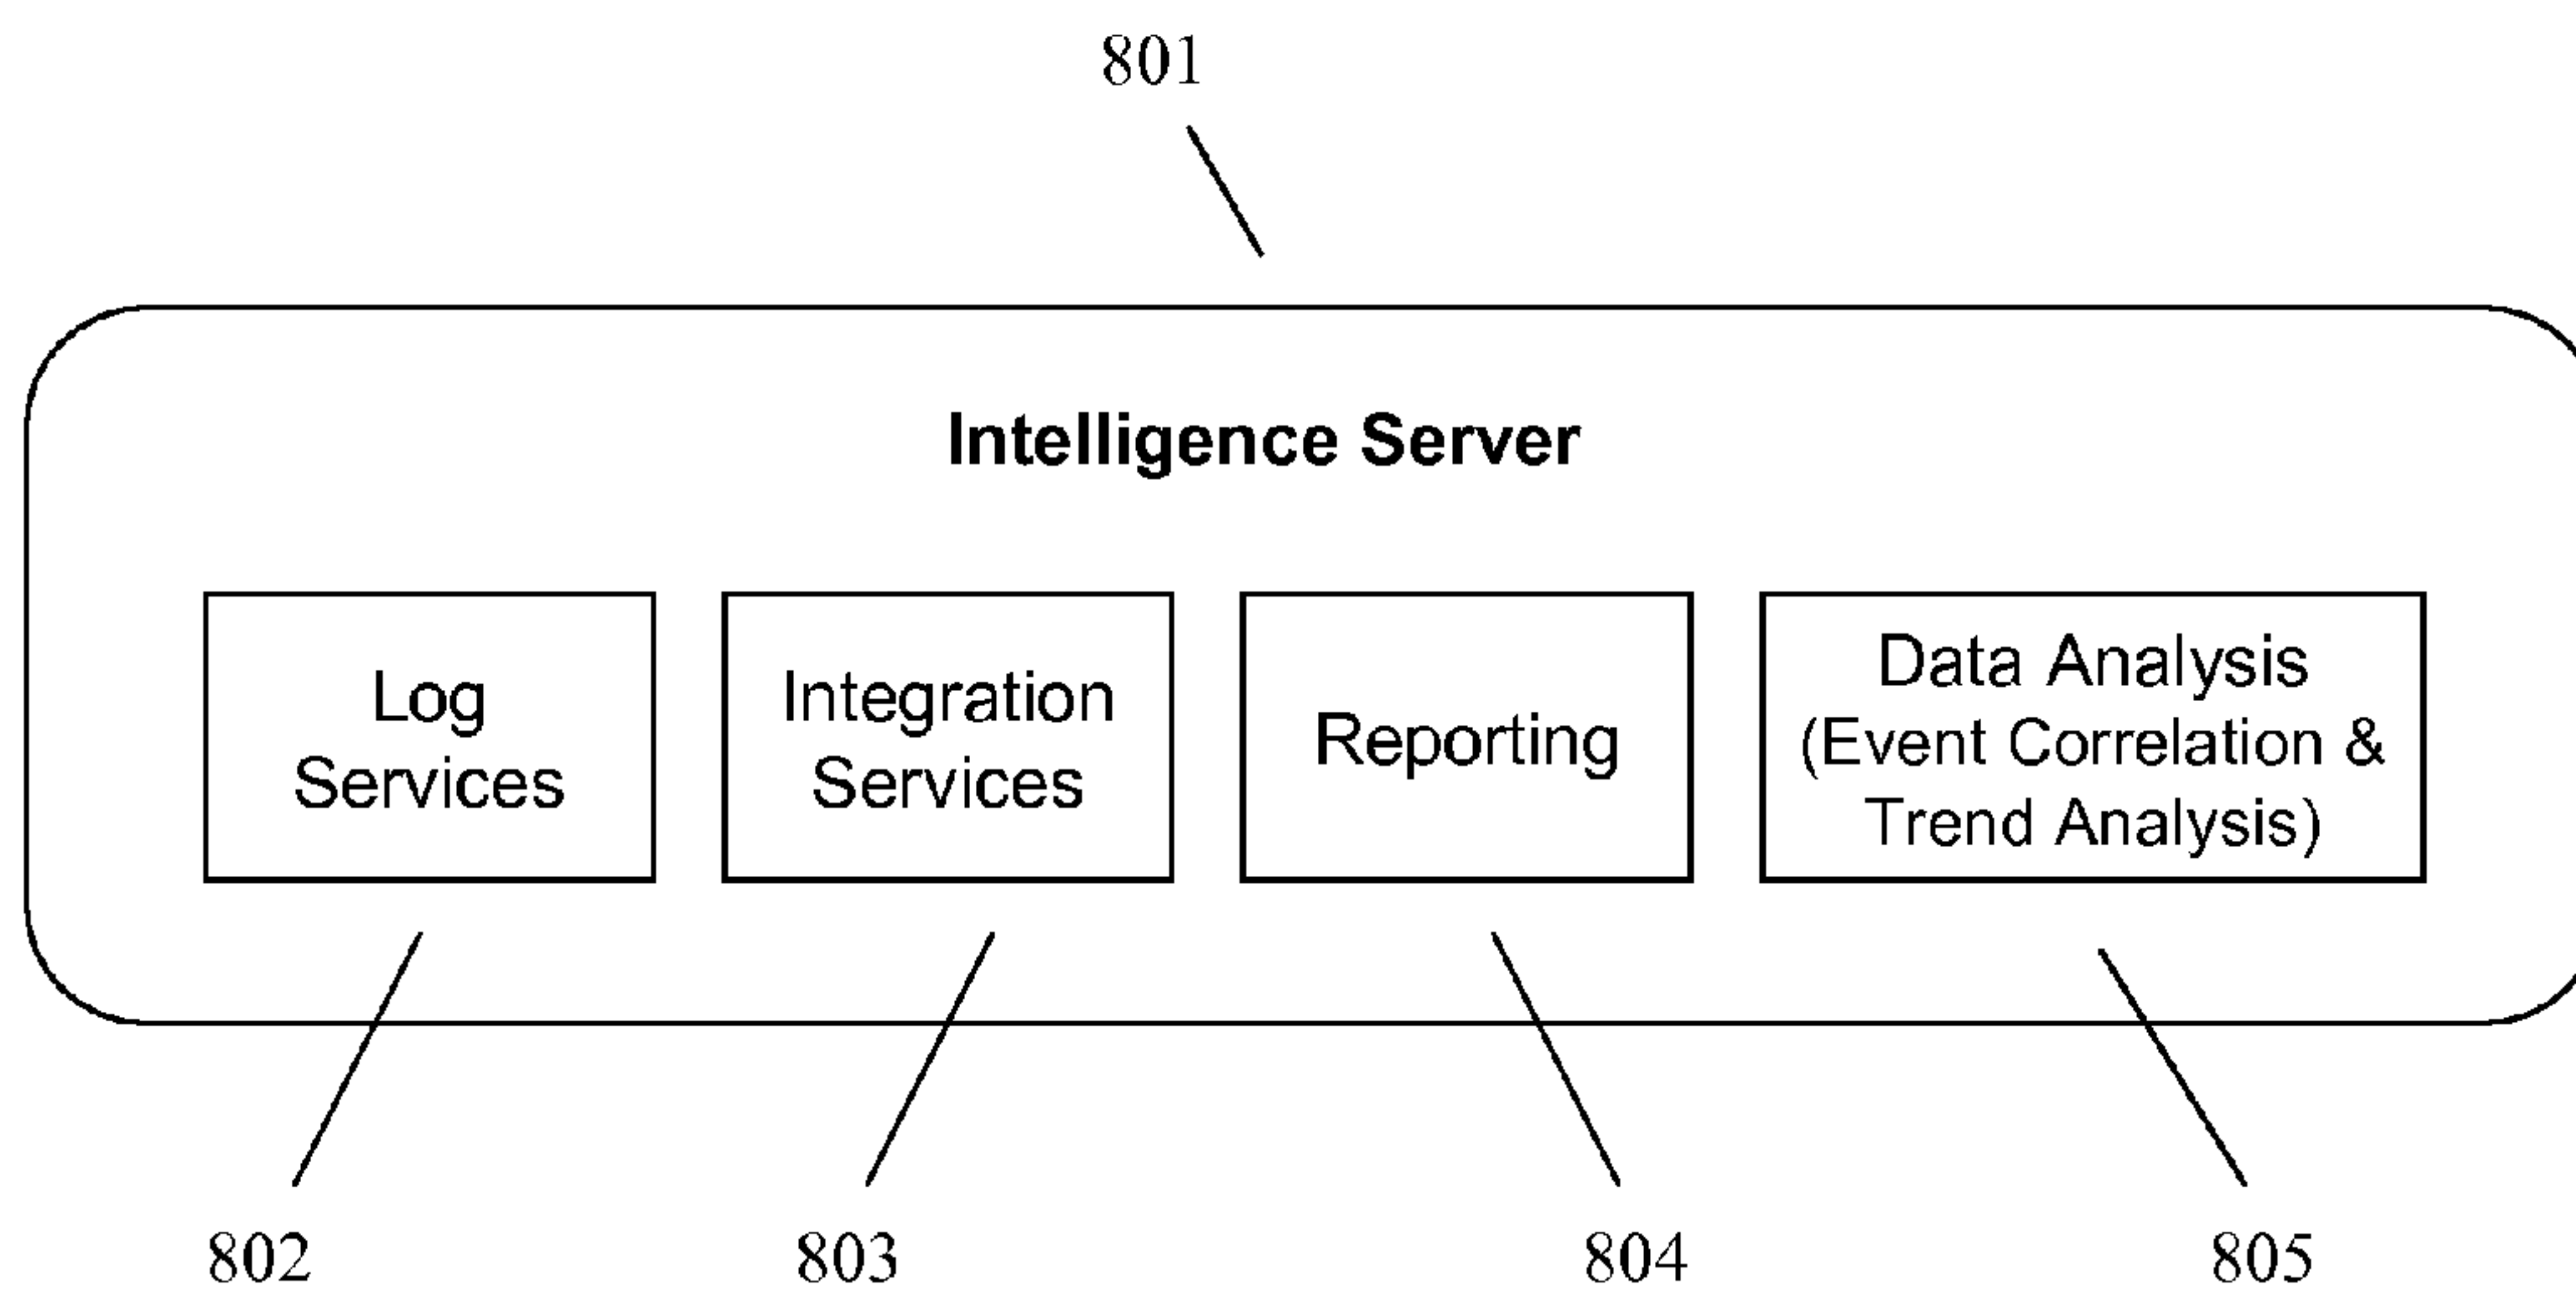 801
Intelligence Server
Log
Services
Integration
Services
Reporting
Data Analysis
(Event Correlation &
Trend Analysis)
802
803
804
805